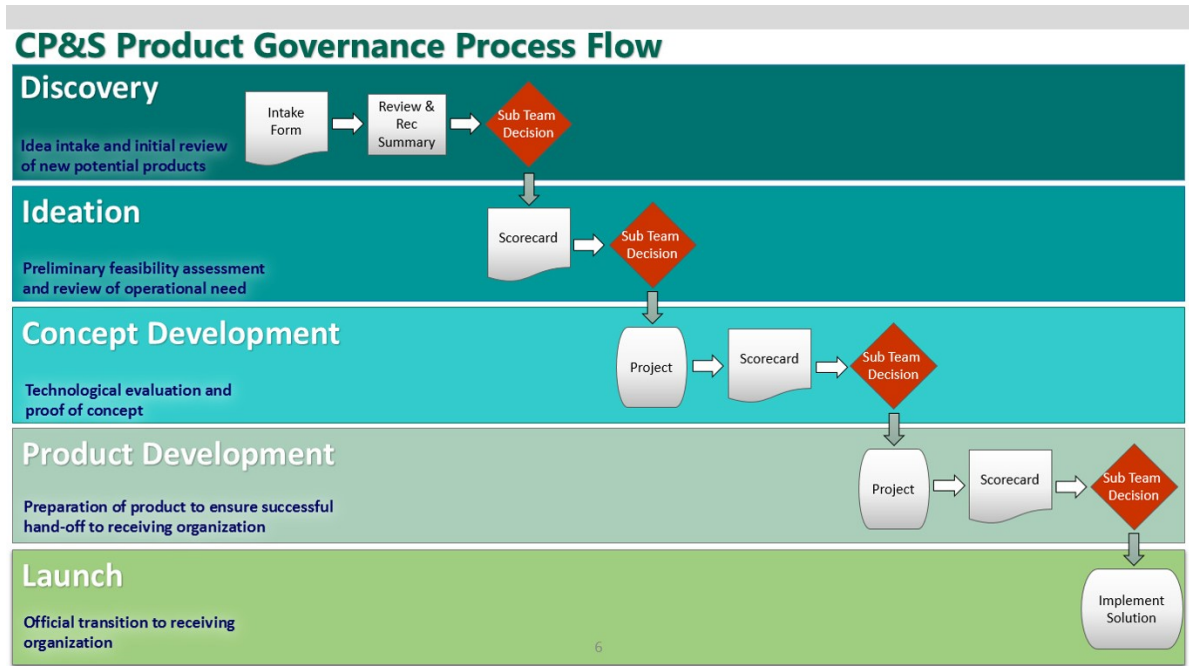 CP&S Product Governance Process Flow
Discovery
Idea intake and initial review
of new potential products
Intake
Form
Review &
Rec
Summary
Sub Team
Decision
Ideation
Preliminary feasibility assessment
and review of operational need
Scorecard
Sub Team
Decision
Concept Development
Technological evaluation and
proof of concept
Project
Scorecard
Sub Team
Decision
Product Development
Preparation of product to ensure successful
hand-off to receiving organization
Project
Scorecard
Sub Team
Decision
Launch
Official transition to receiving
organization
Implement
Solution
6